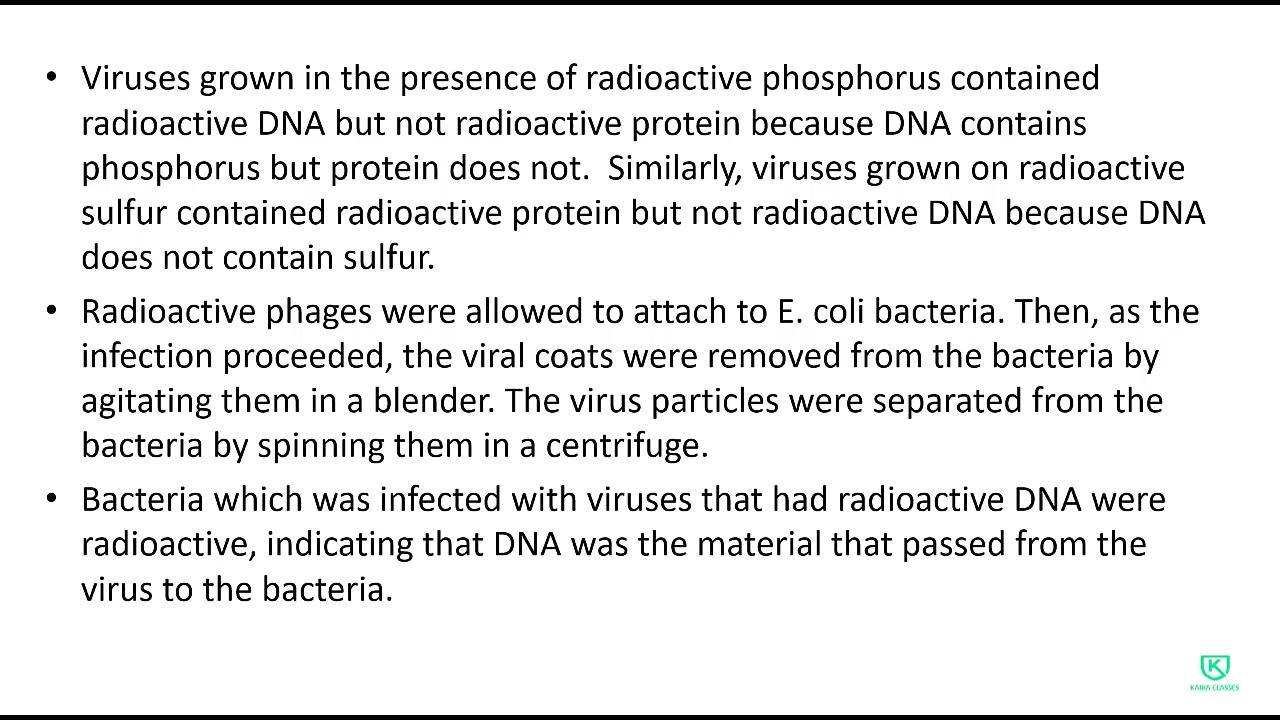 • Viruses grown in the presence of radioactive phosphorus contained
radioactive DNA but not radioactive protein because DNA contains
phosphorus but protein does not.  Similarly, viruses grown on radioactive
sulfur contained radioactive protein but not radioactive DNA because DNA
does not contain sulfur.
• Radioactive phages were allowed to attach to E. coli bacteria. Then, as the
infection proceeded, the viral coats were removed from the bacteria by
agitating them in a blender. The virus particles were separated from the
bacteria by spinning them in a centrifuge.
• Bacteria which was infected with viruses that had radioactive DNA were
radioactive, indicating that DNA was the material that passed from the
virus to the bacteria.
K
CLASSES